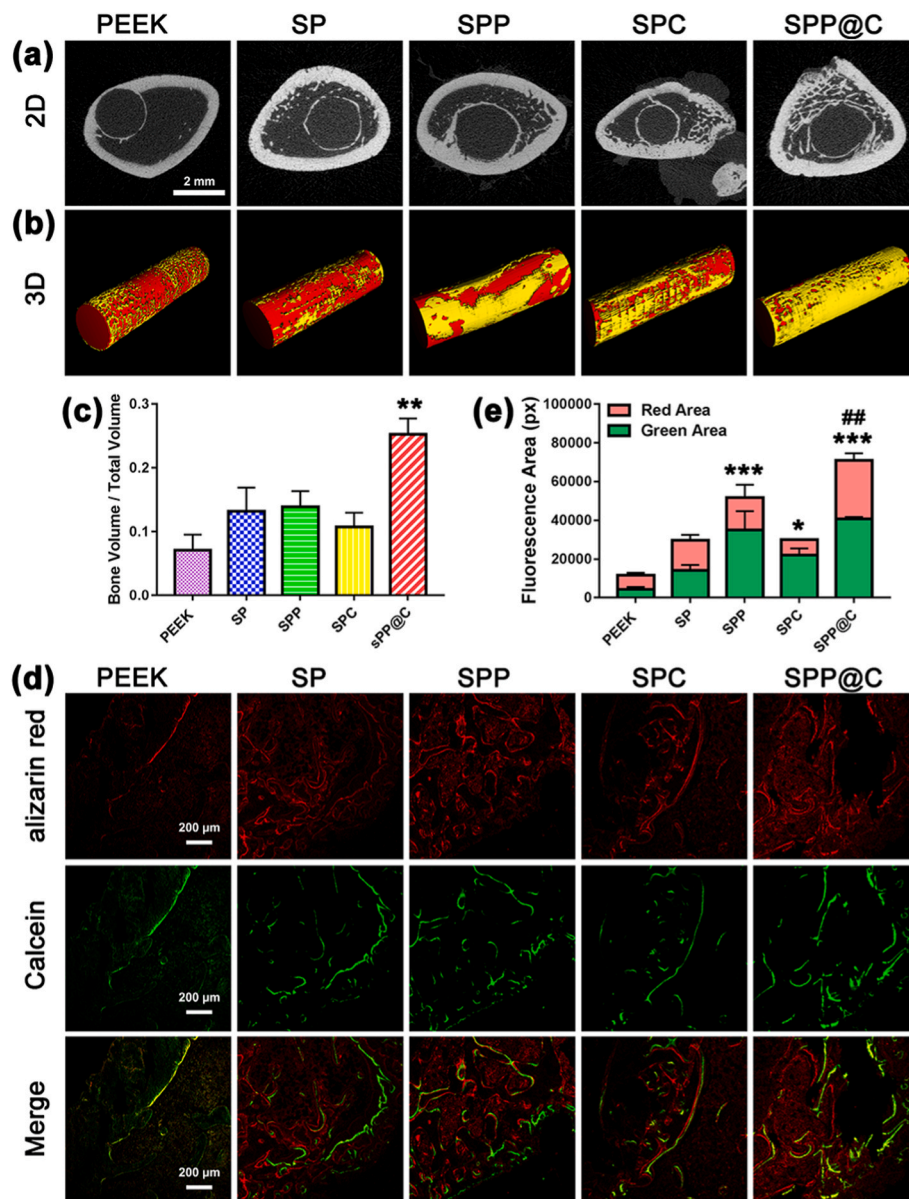 PEEK SP SPP SPC SPP@C
(a)
2D
2 mm
(b)
3D
(c)
Bone Volume / Total Volume
0.3
0.2
0.1
0.0
**
PEEK SP SPP SPC sPP@C
(e)
Fluorescence Area (px)
100000
80000
60000
40000
20000
0
Red Area
Green Area
***
*
##
***
PEEK SP SPP SPC SPP@C
(d)
PEEK SP SPP SPC SPP@C
alizarin red
200 μm
Calcein
200 μm
Merge
200 μm